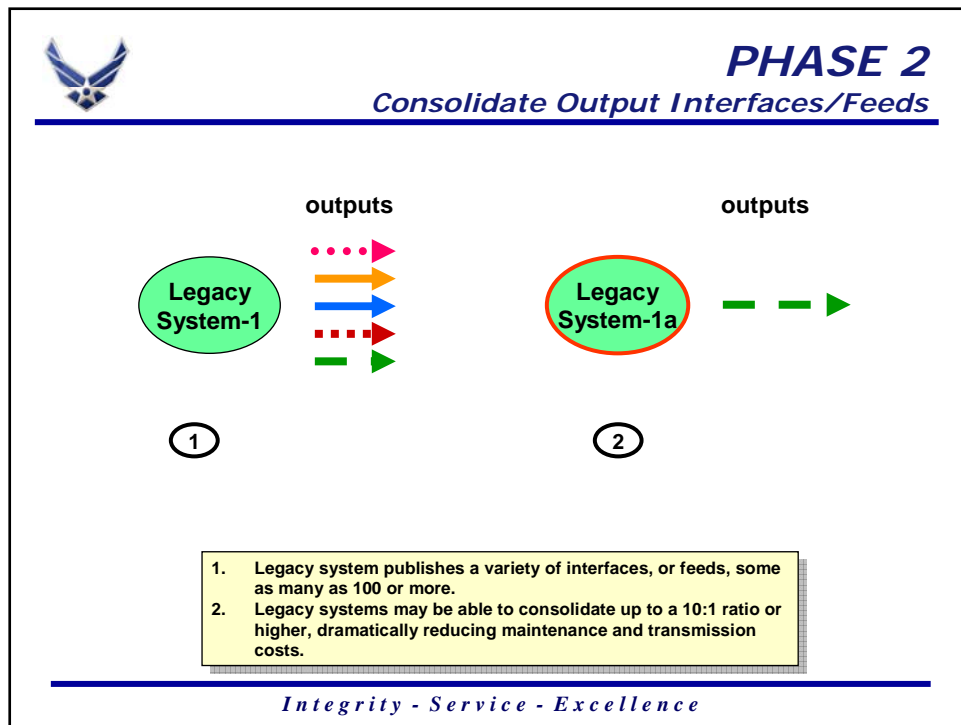 PHASE 2
Consolidate Output Interfaces/Feeds
outputs
outputs
Legacy
System-1
Legacy
System-1a
1
2
1. Legacy system publishes a variety of interfaces, or feeds, some
as many as 100 or more.
2. Legacy systems may be able to consolidate up to a 10:1 ratio or
higher, dramatically reducing maintenance and transmission
costs.
Integrity - Service - Excellence